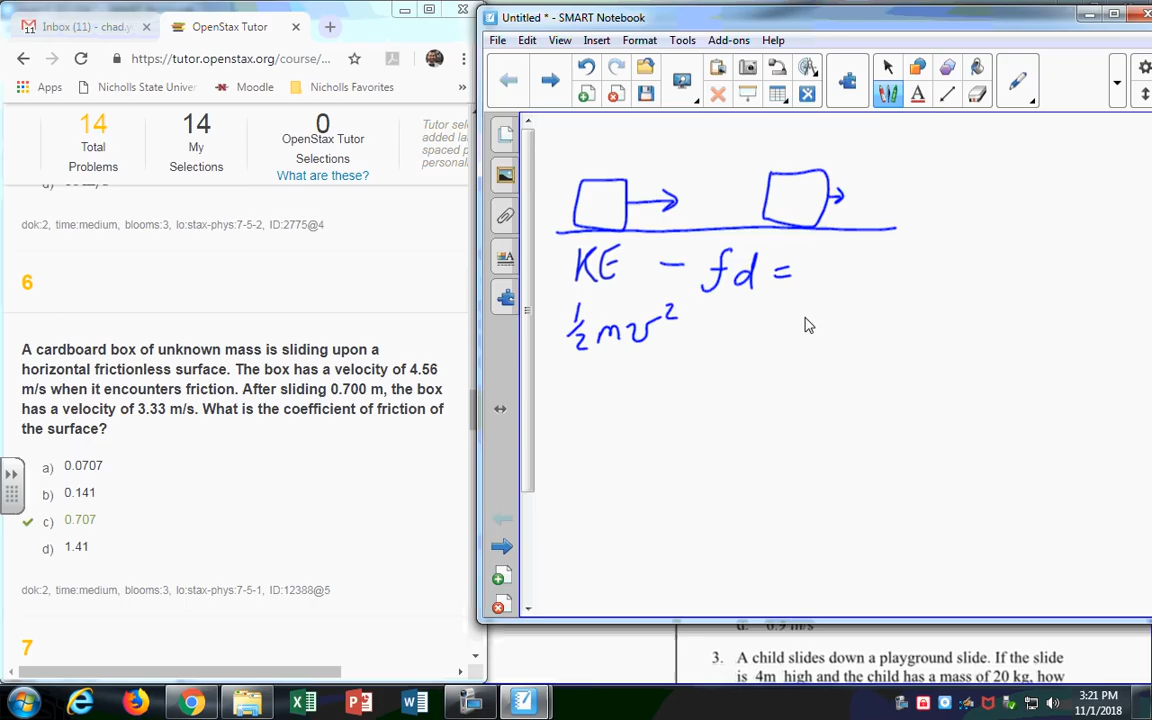 Untitled * - SMART Notebook
Inbox (11) - chad.y
OpenStax Tutor
https://tutor.openstax.org/course/...
Apps
Nicholls State Univer
Moodle
Nicholls Favorites
»
File Edit View Insert Format Tools Add-ons Help
14
Total
Problems
14
My
Selections
0
OpenStax Tutor
Selections
What are these?
Tutor sele
added late
spaced p
personali
dok:2, time:medium, blooms:3, lo:stax-phys:7-5-2, ID:2775@4
6
A cardboard box of unknown mass is sliding upon a
horizontal frictionless surface. The box has a velocity of 4.56
m/s when it encounters friction. After sliding 0.700 m, the box
has a velocity of 3.33 m/s. What is the coefficient of friction of
the surface?
a) 0.0707
b) 0.141
c) 0.707
d) 1.41
dok:2, time:medium, blooms:3, lo:stax-phys:7-5-1, ID:12388@5
7
KE - fd =
½ mv²
d. 6.9 m/s
3. A child slides down a playground slide. If the slide
is 4m high and the child has a mass of 20 kg, how
3:21 PM
11/1/2018